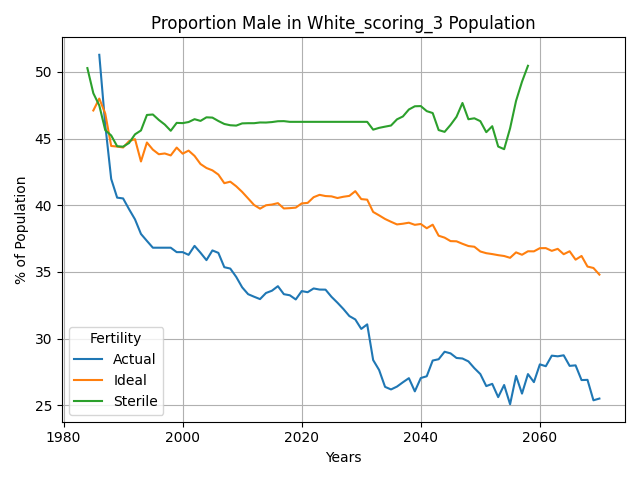 Proportion Male in White_scoring_3 Population
% of Population
50
45
40
35
30
25
Fertility
Actual
Ideal
Sterile
1980
2000
2020
2040
2060
Years